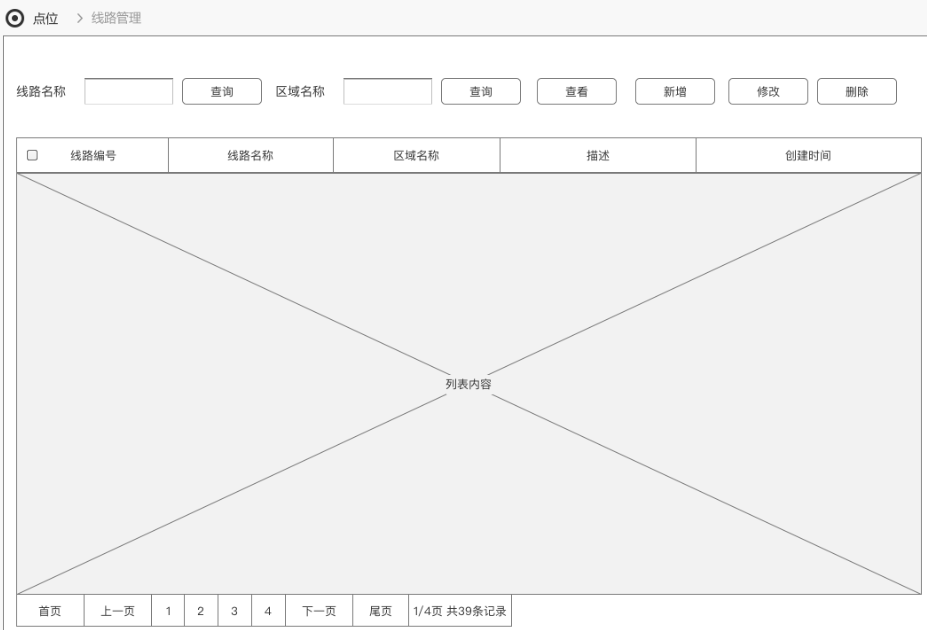 点位 > 线路管理
线路名称 查询 区域名称 查询 查看 新增 修改 删除
线路编号 线路名称 区域名称 描述 创建时间
列表内容
首页 上一页 1 2 3 4 下一页 尾页 1/4页 共39条记录